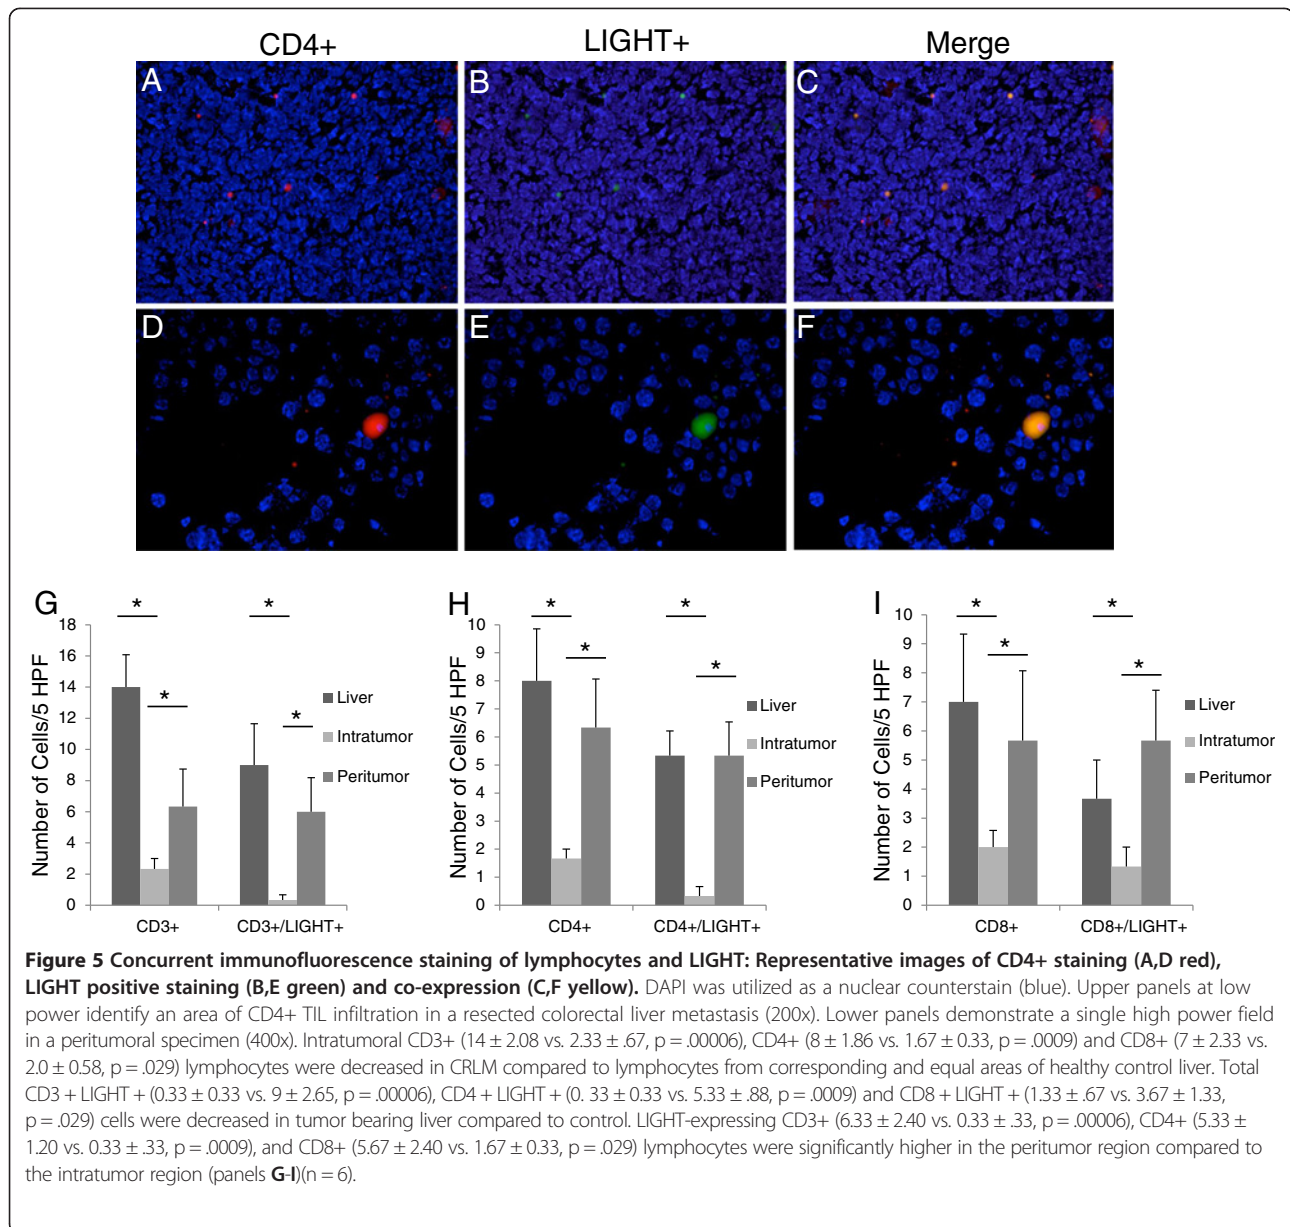 CD4+ LIGHT+ Merge
A B C
D E F
G H I
* * * * * *
* * * * * *
Number of Cells/5 HPF
18
16
14
12
10
8
6
4
2
0
CD3+ CD3+/LIGHT+
Liver
Intratumor
Peritumor
Number of Cells/5 HPF
10
9
8
7
6
5
4
3
2
1
0
CD4+ CD4+/LIGHT+
Liver
Intratumor
Peritumor
Number of Cells/5 HPF
10
9
8
7
6
5
4
3
2
1
0
CD8+ CD8+/LIGHT+
Liver
Intratumor
Peritumor
Figure 5 Concurrent immunofluorescence staining of lymphocytes and LIGHT: Representative images of CD4+ staining (A,D red),
LIGHT positive staining (B,E green) and co-expression (C,F yellow). DAPI was utilized as a nuclear counterstain (blue). Upper panels at low
power identify an area of CD4+ TIL infiltration in a resected colorectal liver metastasis (200x). Lower panels demonstrate a single high power field
in a peritumoral specimen (400x). Intratumoral CD3+ (14 ± 2.08 vs. 2.33 ± .67, p = .00006), CD4+ (8 ± 1.86 vs. 1.67 ± 0.33, p = .0009) and CD8+ (7 ± 2.33 vs.
2.0 ± 0.58, p = .029) lymphocytes were decreased in CRLM compared to lymphocytes from corresponding and equal areas of healthy control liver. Total
CD3 + LIGHT + (0.33 ± 0.33 vs. 9 ± 2.65, p = .00006), CD4 + LIGHT + (0. 33 ± 0.33 vs. 5.33 ± .88, p = .0009) and CD8 + LIGHT + (1.33 ± .67 vs. 3.67 ± 1.33,
p = .029) cells were decreased in tumor bearing liver compared to control. LIGHT-expressing CD3+ (6.33 ± 2.40 vs. 0.33 ± .33, p = .00006), CD4+ (5.33 ±
1.20 vs. 0.33 ± .33, p = .0009), and CD8+ (5.67 ± 2.40 vs. 1.67 ± 0.33, p = .029) lymphocytes were significantly higher in the peritumor region compared to
the intratumor region (panels G-I)(n = 6).